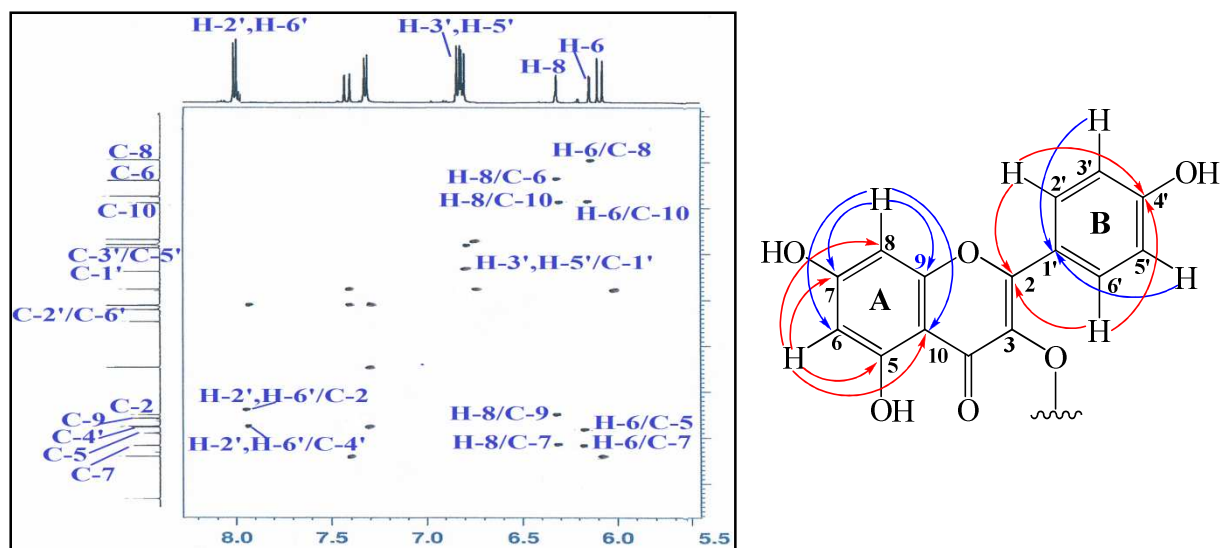 H-2',H-6'
H-3',H-5'
H-6
H-8
C-8
C-6
C-10
C-3'/C-5'
C-1'
C-2'/C-6'
C-2
C-9
C-4'
C-5
C-7
H-6/C-8
H-8/C-6
H-8/C-10
H-6/C-10
H-3',H-5'/C-1'
H-2',H-6'/C-2
H-8/C-9
H-6/C-5
H-2',H-6'/C-4'
H-8/C-7
H-6/C-7
8.0 7.5 7.0 6.5 6.0 5.5
H
H 3'
2' OH
H 4'
8 B
HO O 1' 5'
9 2 6' H
7 A
H
6 10 3
H 5 O
OH O